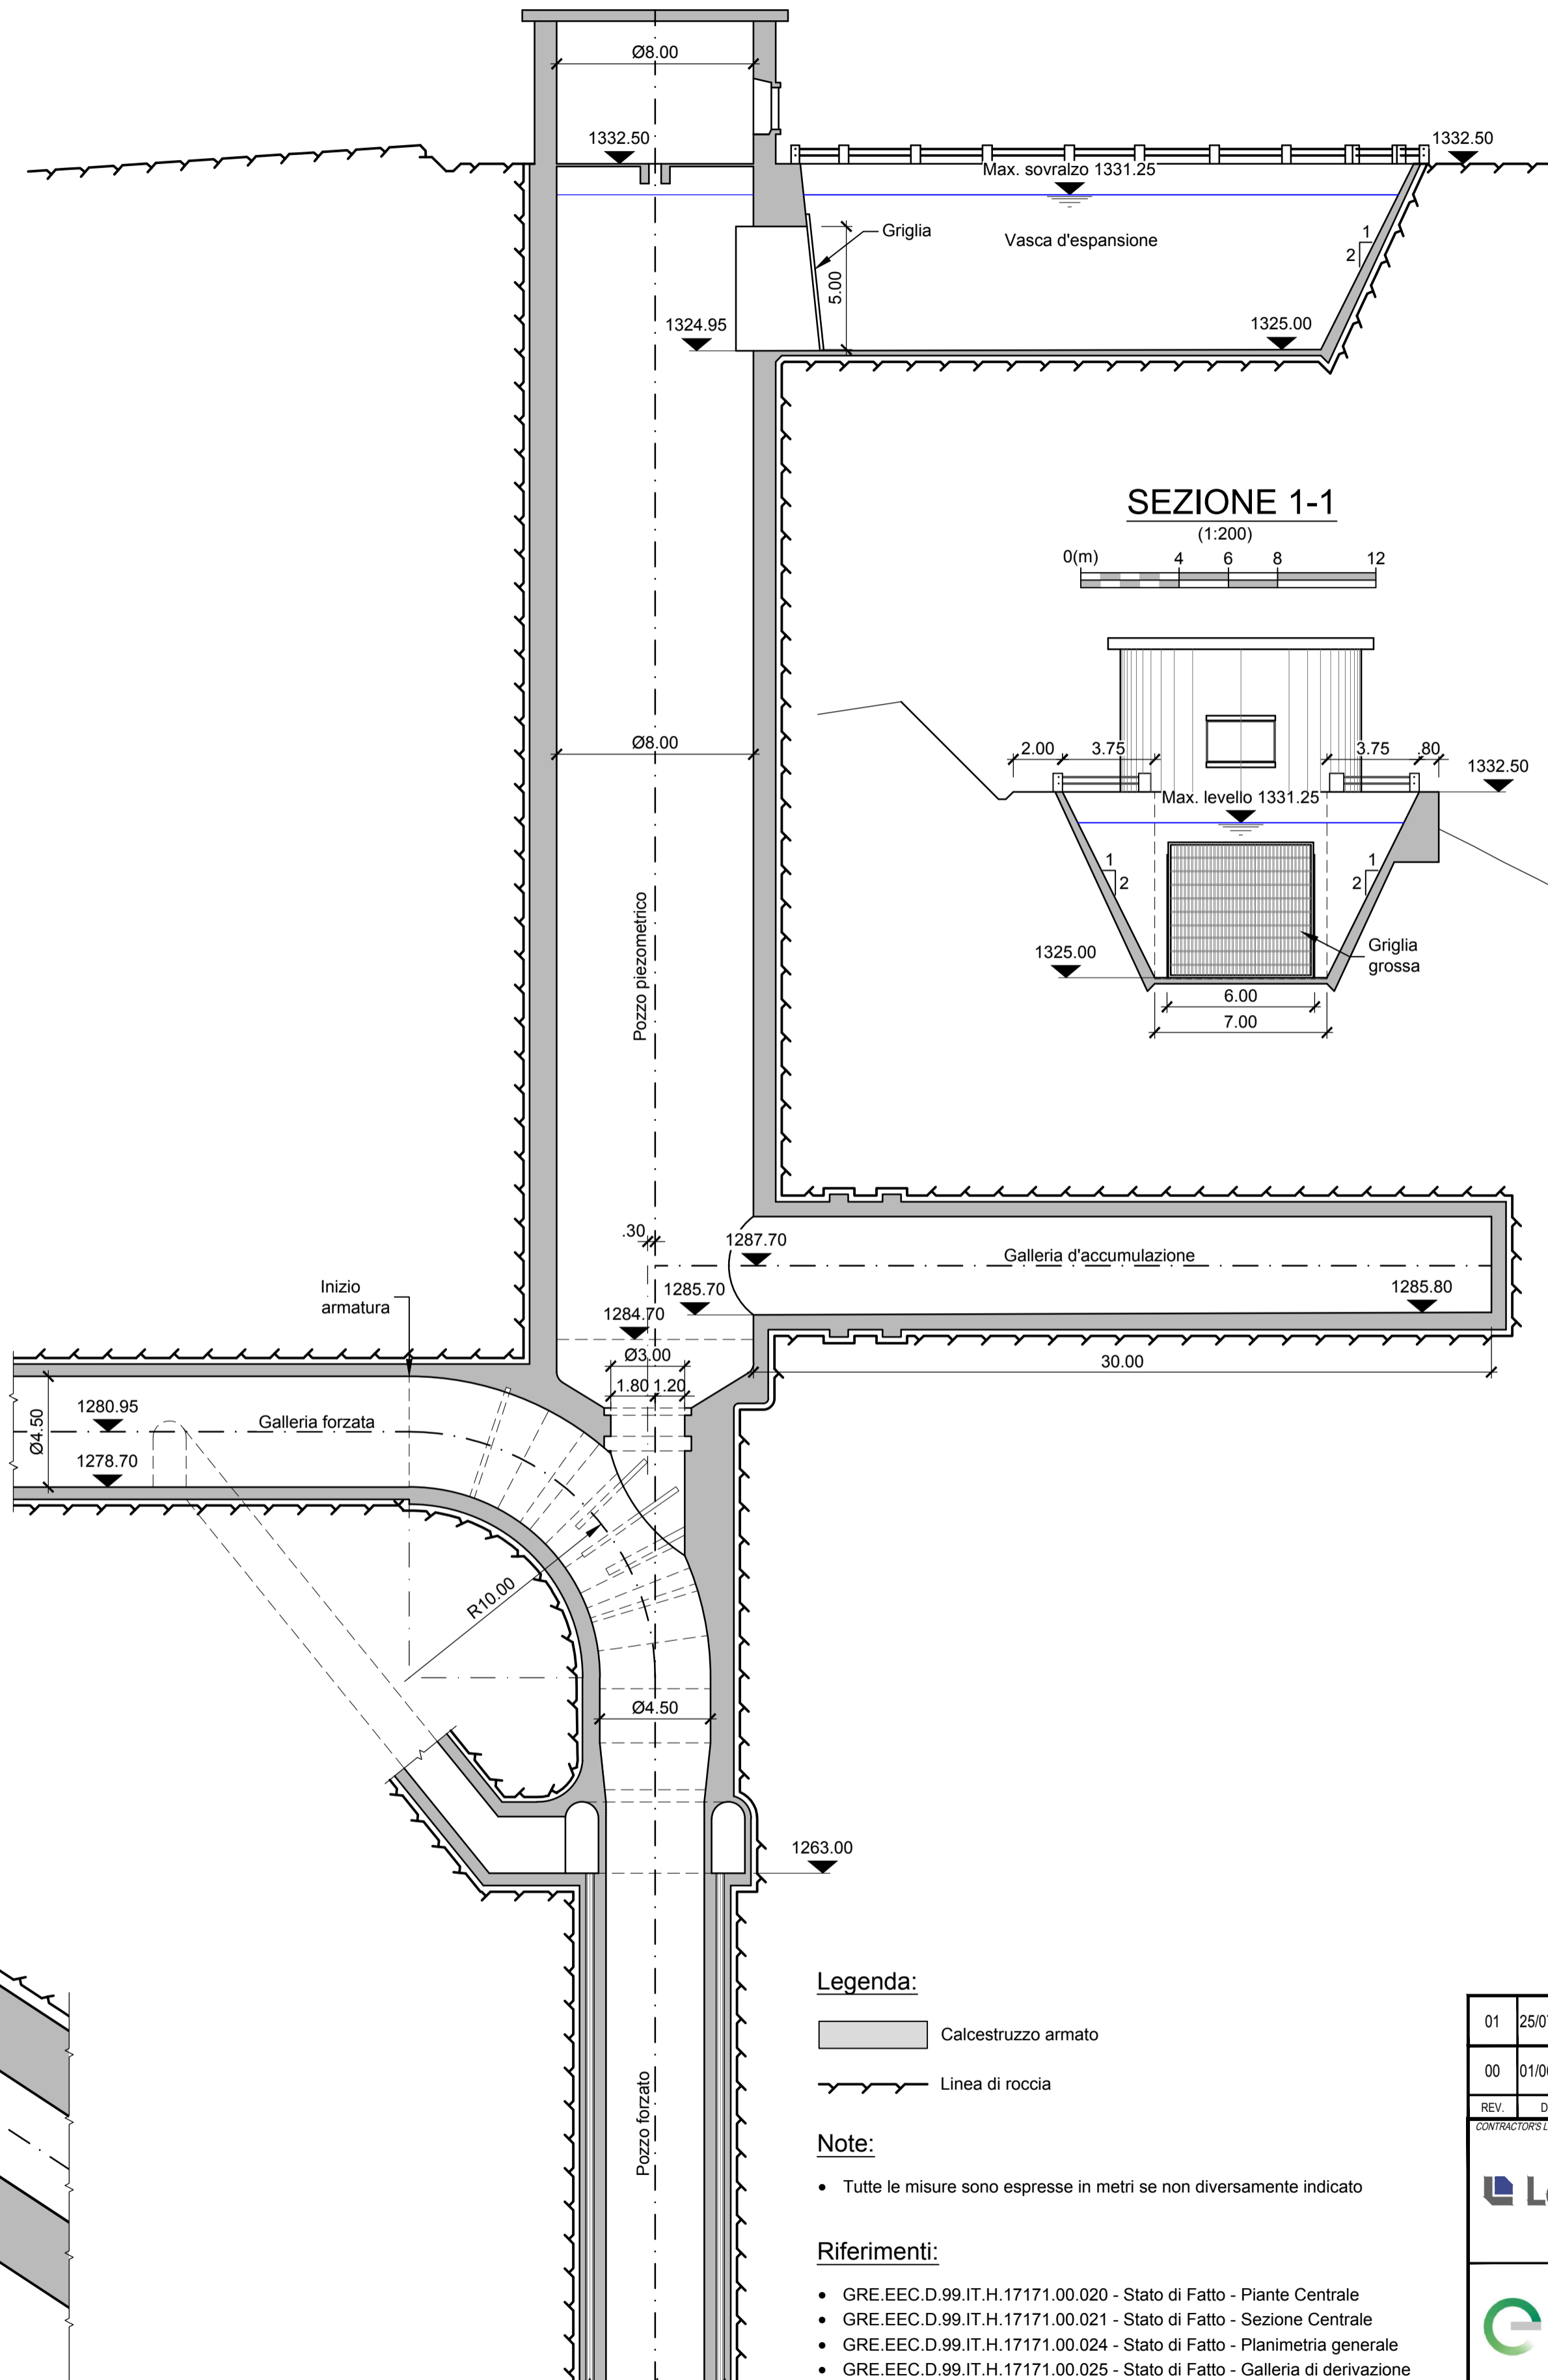 Ø8.00
1332.50
Max. sovralzo 1331.25
1332.50
Griglia
Vasca d'espansione
1
2
5.00
1324.95
1325.00
SEZIONE 1-1
(1:200)
0(m) 4 6 8 12
Ø8.00
2.00 3.75 3.75 .80
1332.50
Max. levello 1331.25
1
2
1
2
Pozzo piezometrico
1325.00
Griglia
grossa
6.00
7.00
.30
1287.70
Galleria d'accumulazione
Inizio
armatura
1285.70
1285.80
1284.70
Ø3.00
30.00
1.80 1.20
Ø4.50
1280.95
Galleria forzata
1278.70
R10.00
Ø4.50
1263.00
Pozzo forzato
Legenda:
Calcestruzzo armato
Linea di roccia
Note:
• Tutte le misure sono espresse in metri se non diversamente indicato
Riferimenti:
• GRE.EEC.D.99.IT.H.17171.00.020 - Stato di Fatto - Piante Centrale
• GRE.EEC.D.99.IT.H.17171.00.021 - Stato di Fatto - Sezione Centrale
• GRE.EEC.D.99.IT.H.17171.00.024 - Stato di Fatto - Planimetria generale
• GRE.EEC.D.99.IT.H.17171.00.025 - Stato di Fatto - Galleria di derivazione
01
00
REV.
CONTRACTOR'S